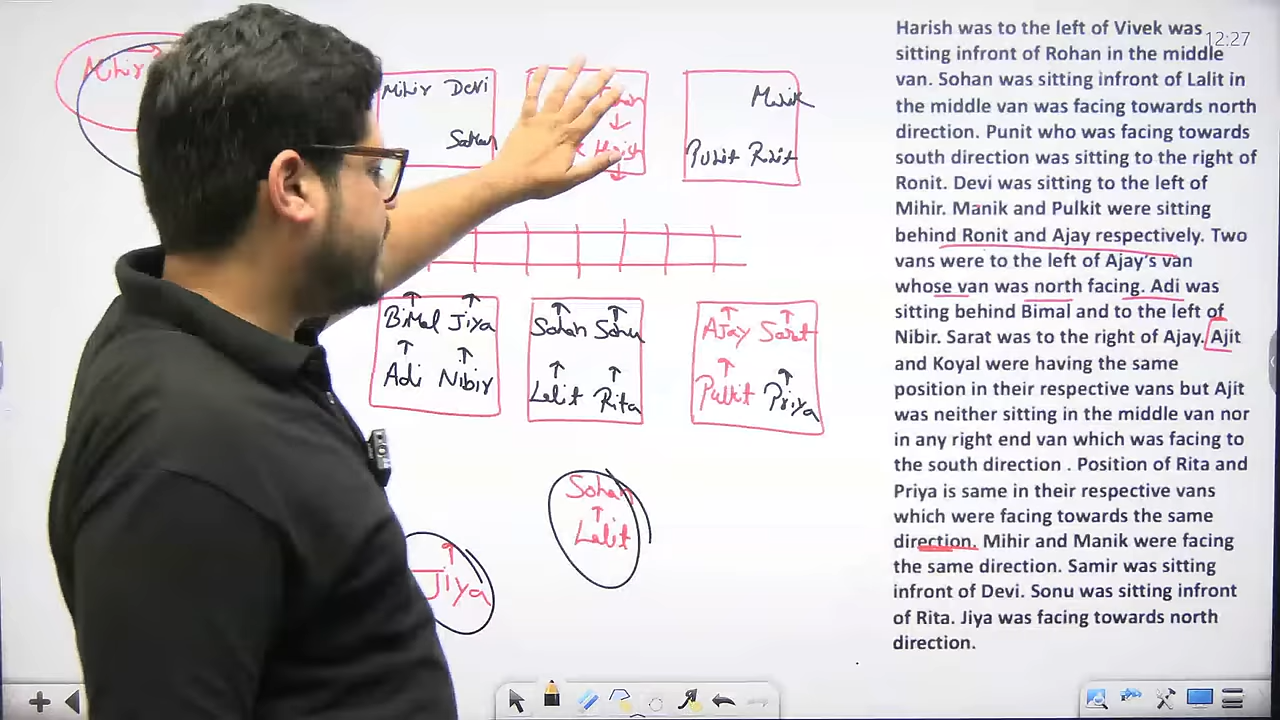 Harish was to the left of Vivek was
12:27
sitting infront of Rohan in the middle
van. Sohan was sitting infront of Lalit in
the middle van was facing towards north
direction. Punit who was facing towards
south direction was sitting to the right of
Ronit. Devi was sitting to the left of
Mihir. Manik and Pulkit were sitting
behind Ronit and Ajay respectively. Two
vans were to the left of Ajay's van
whose van was north facing. Adi was
sitting behind Bimal and to the left of
Nibir. Sarat was to the right of Ajay. Ajit
and Koyal were having the same
position in their respective vans but Ajit
was neither sitting in the middle van nor
in any right end van which was facing to
the south direction . Position of Rita and
Priya is same in their respective vans
which were facing towards the same
direction. Mihir and Manik were facing
the same direction. Samir was sitting
infront of Devi. Sonu was sitting infront
of Rita. Jiya was facing towards north
direction.
Mihir
Mihir Devi
Manik
Punit Ronit
Bimal Jiya
Adi Nibir
Sohan Sonu
Lalit Rita
Ajay Sarat
Pulkit Priya
Sohan
Lalit
Jiya